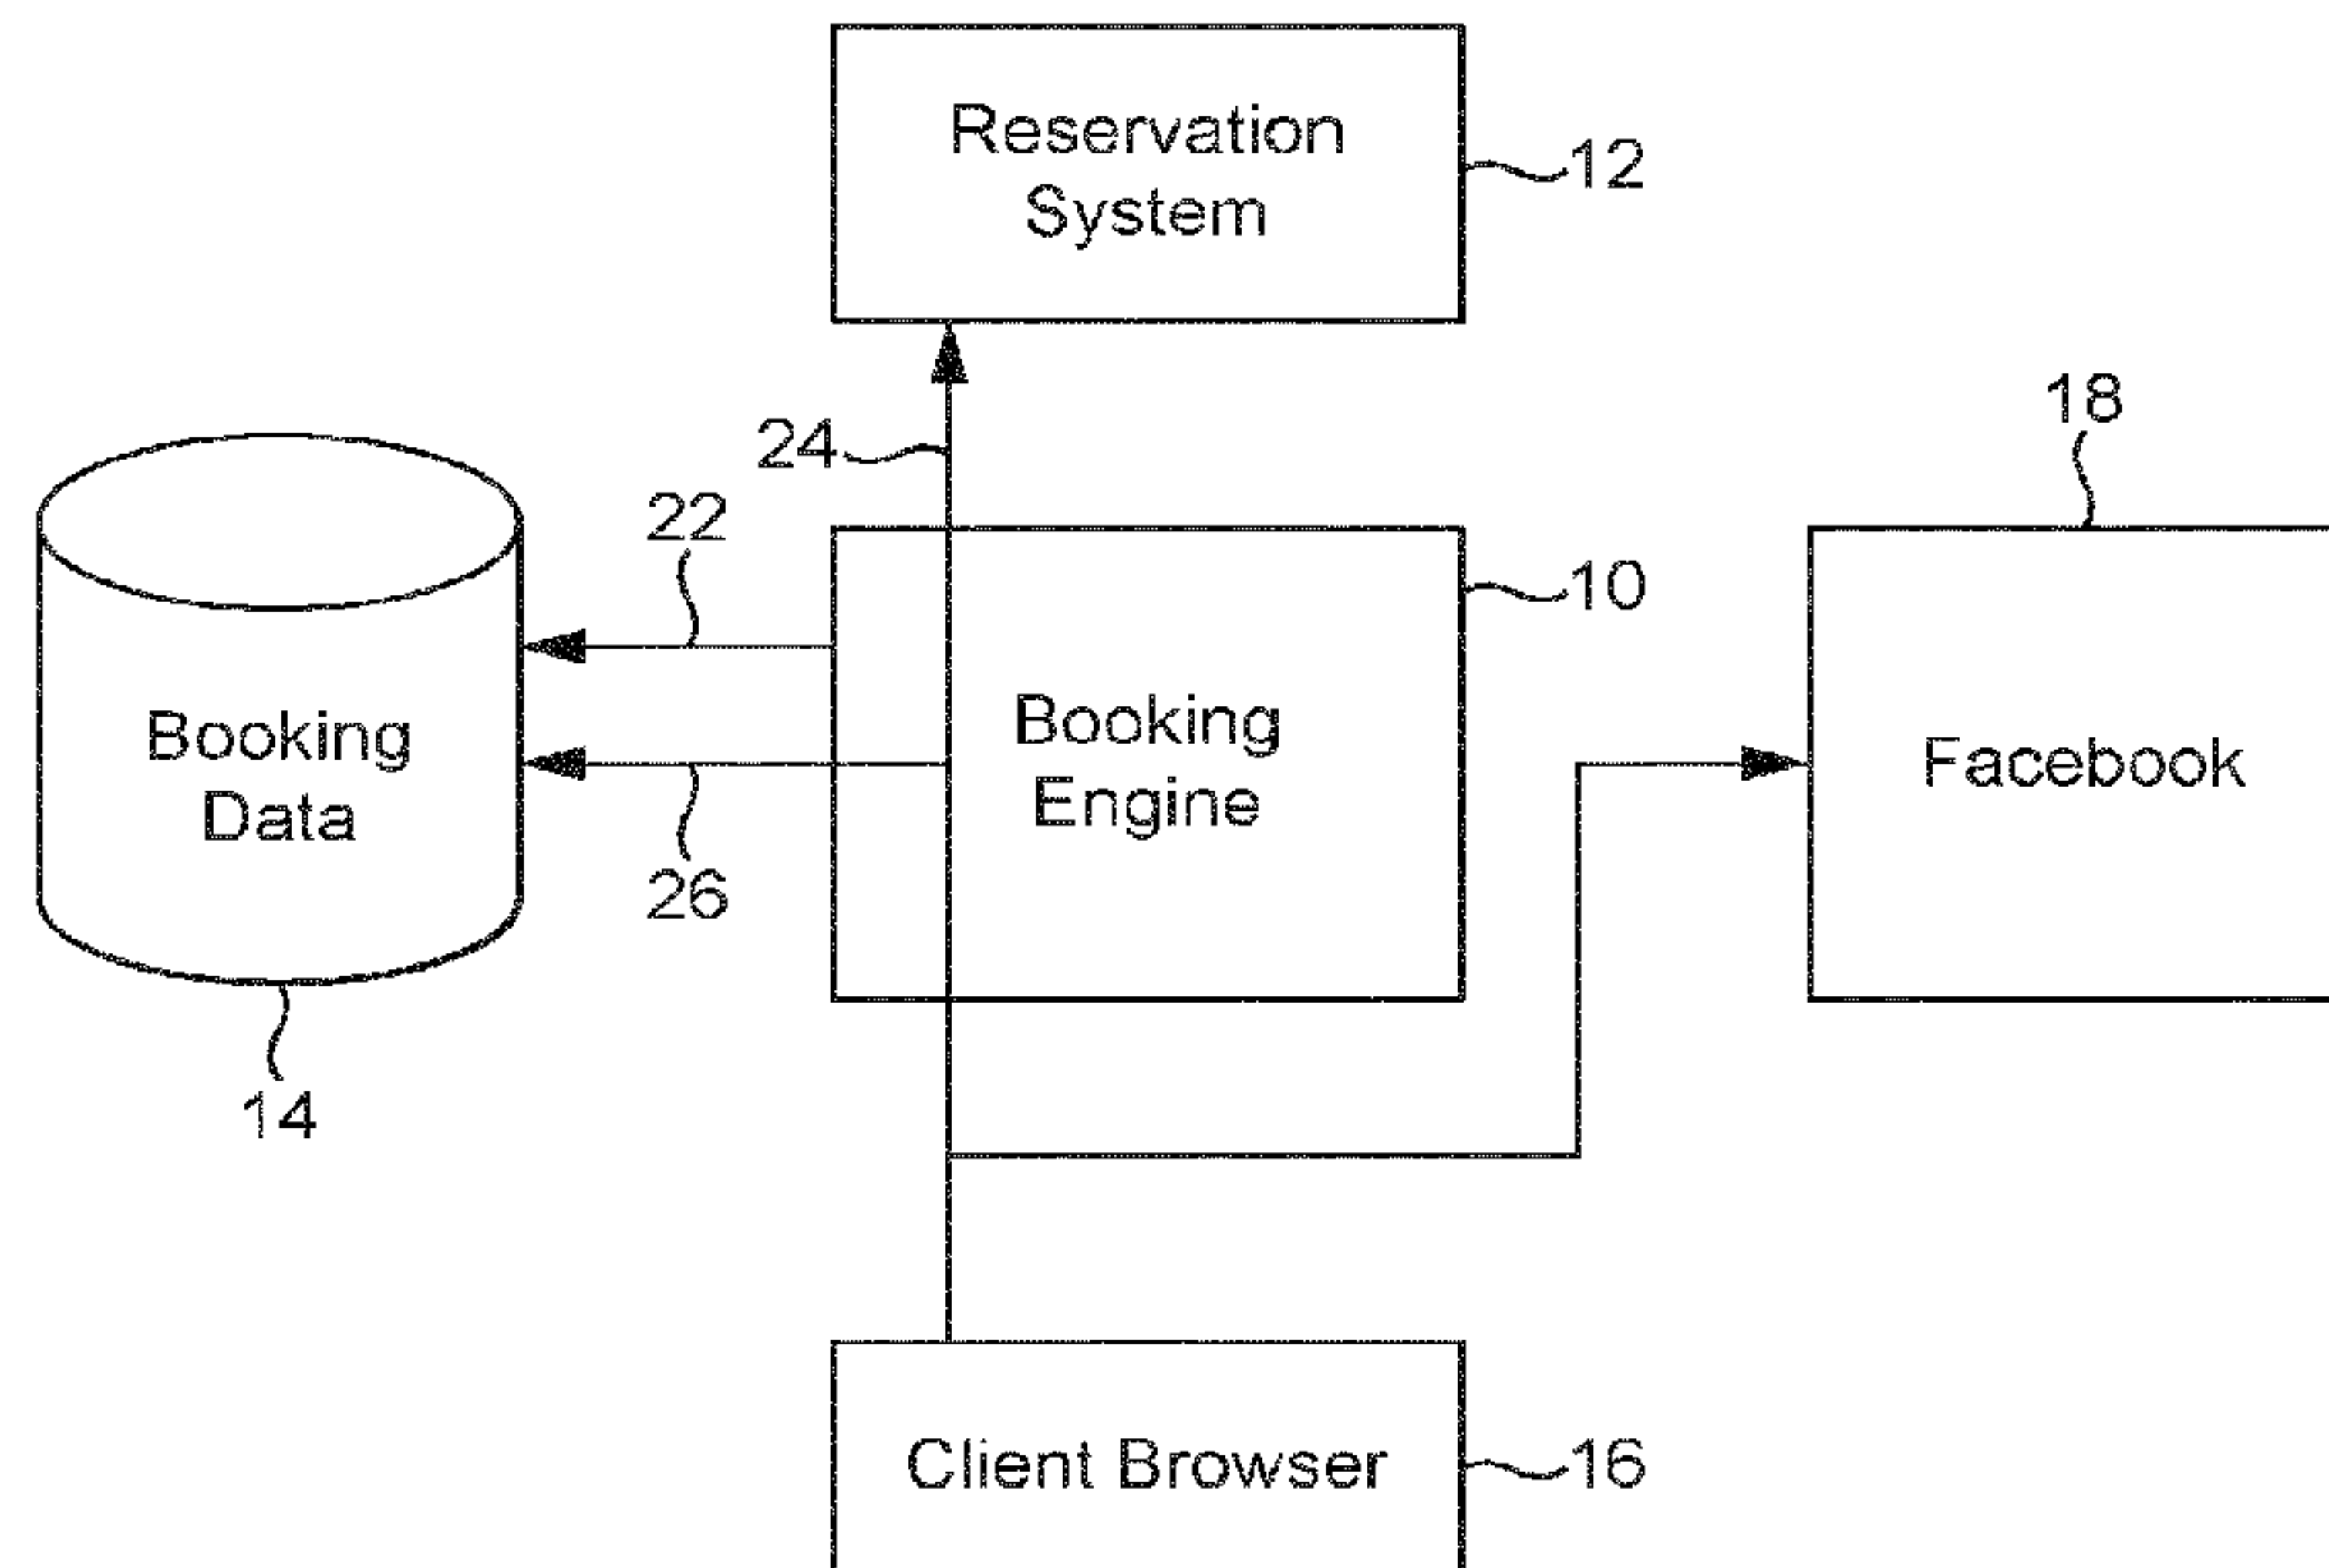 Reservation
System
12
24
18
22
10
Booking
Data
Booking
Engine
Facebook
26
14
Client Browser
16